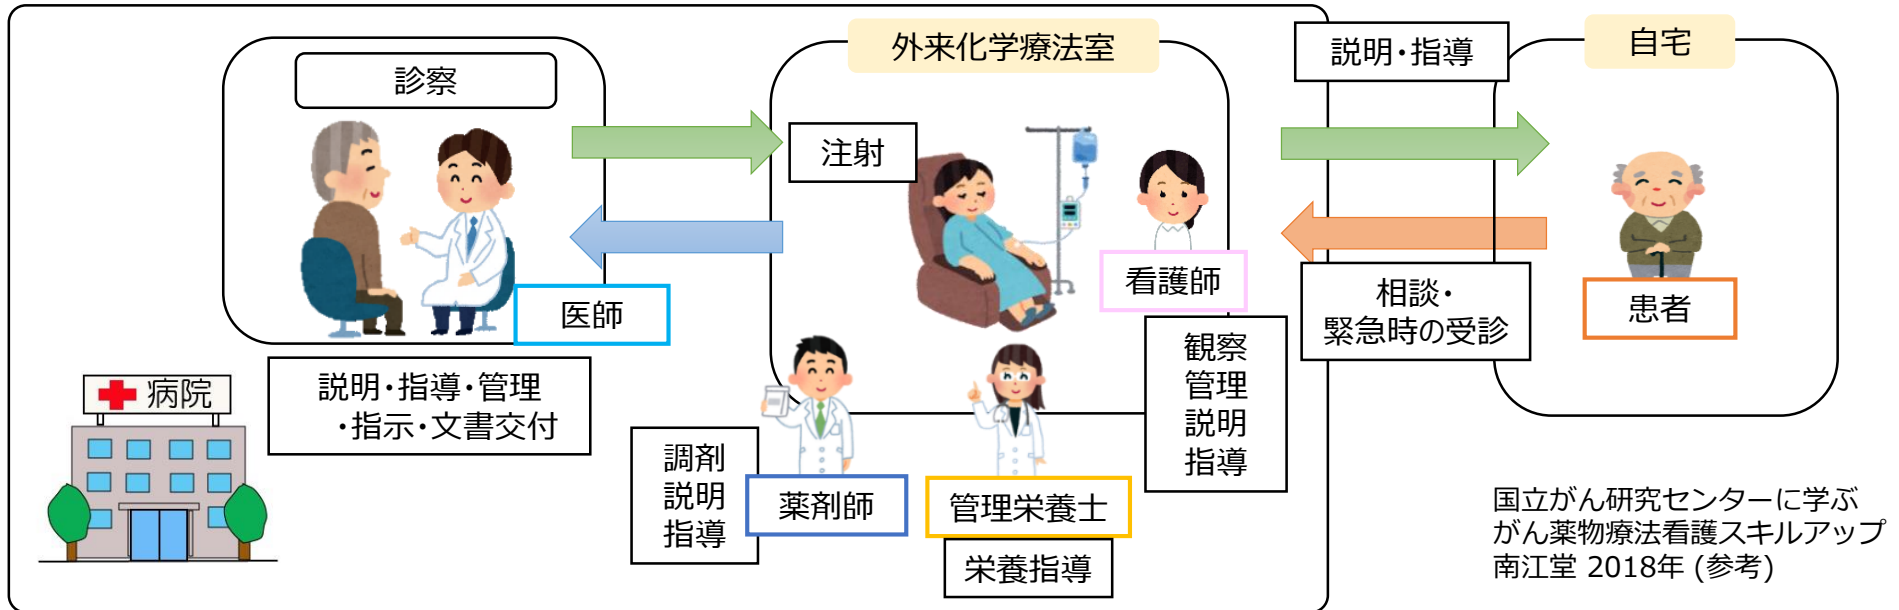 診察
医師
説明・指導・管理
・指示・文書交付
病院
外来化学療法室
注射
看護師
観察
管理
説明
指導
調剤
説明
指導
薬剤師
管理栄養士
栄養指導
説明・指導
相談・
緊急時の受診
自宅
患者
国立がん研究センターに学ぶ
がん薬物療法看護スキルアップ
南江堂 2018年 (参考)